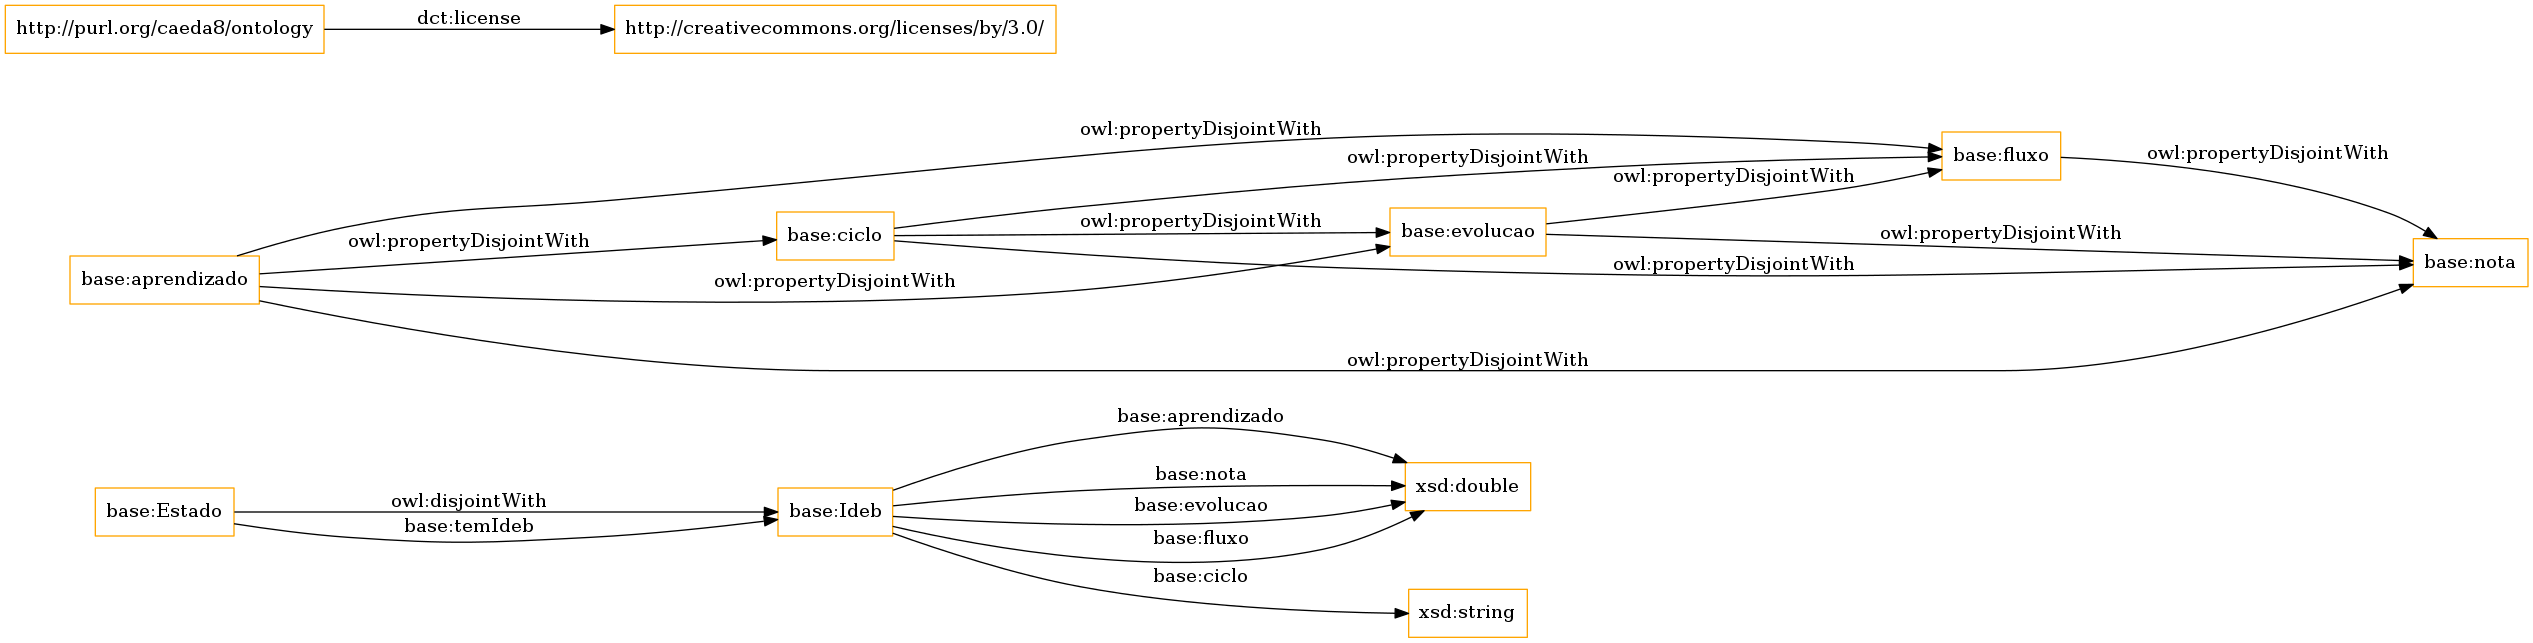 http://purl.org/caeda8/ontology
dct:license
http://creativecommons.org/licenses/by/3.0/
owl:propertyDisjointWith
owl:propertyDisjointWith
owl:propertyDisjointWith
base:fluxo
owl:propertyDisjointWith
base:aprendizado
owl:propertyDisjointWith
base:ciclo
owl:propertyDisjointWith
base:evolucao
owl:propertyDisjointWith
owl:propertyDisjointWith
base:nota
owl:propertyDisjointWith
owl:propertyDisjointWith
base:aprendizado
base:Estado
owl:disjointWith
base:temIdeb
base:Ideb
base:nota
base:evolucao
base:fluxo
base:ciclo
xsd:double
xsd:string